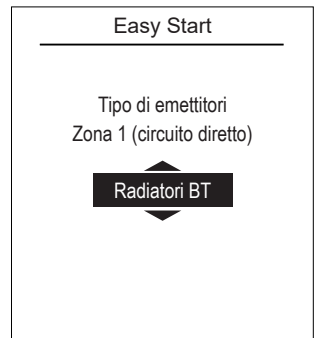 Easy Start
Tipo di emettitori
Zona 1 (circuito diretto)
Radiatori BT